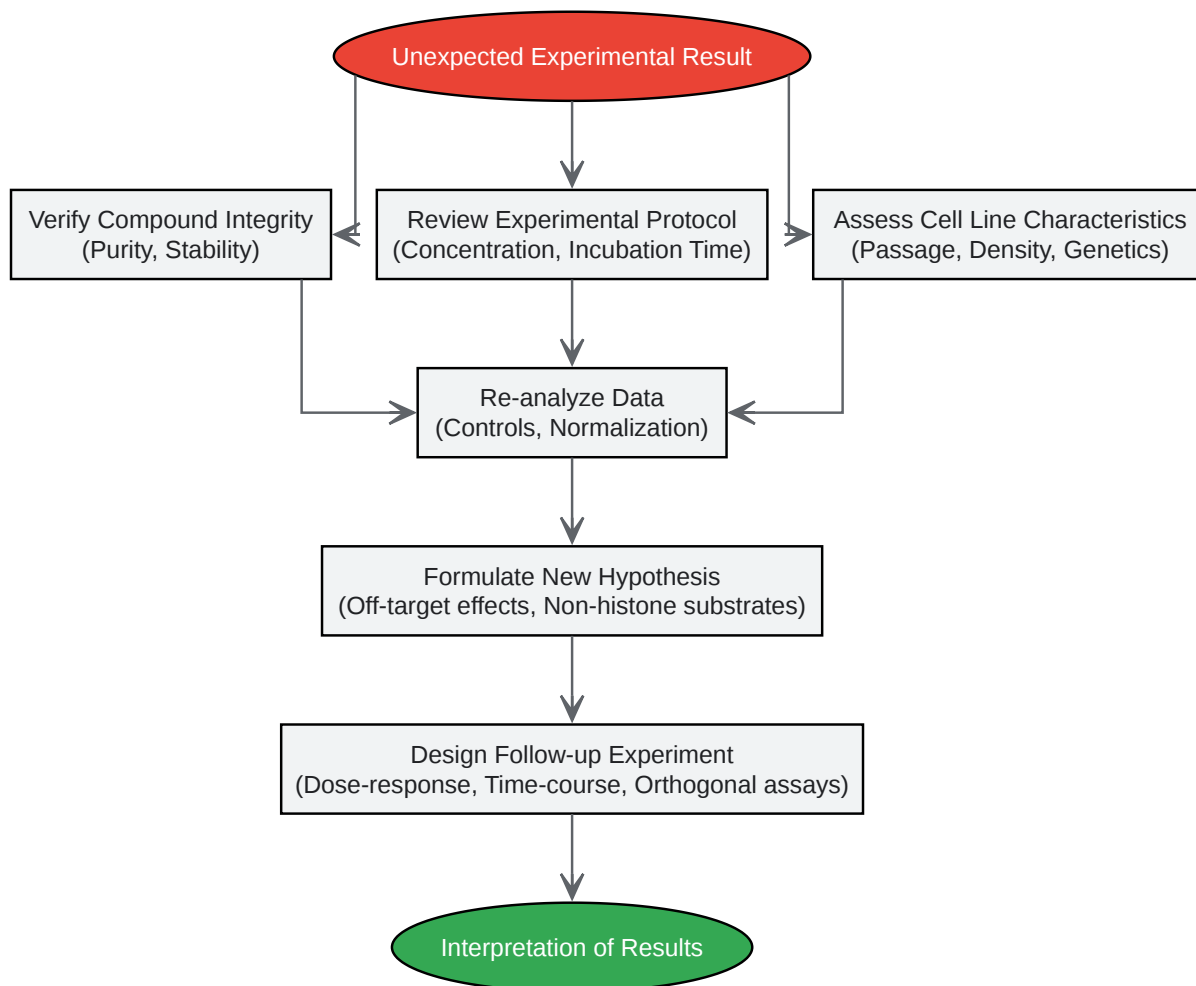 Unexpected Experimental Result
Verify Compound Integrity
(Purity, Stability)
Review Experimental Protocol
(Concentration, Incubation Time)
Assess Cell Line Characteristics
(Passage, Density, Genetics)
Re-analyze Data
(Controls, Normalization)
Formulate New Hypothesis
(Off-target effects, Non-histone substrates)
Design Follow-up Experiment
(Dose-response, Time-course, Orthogonal assays)
Interpretation of Results